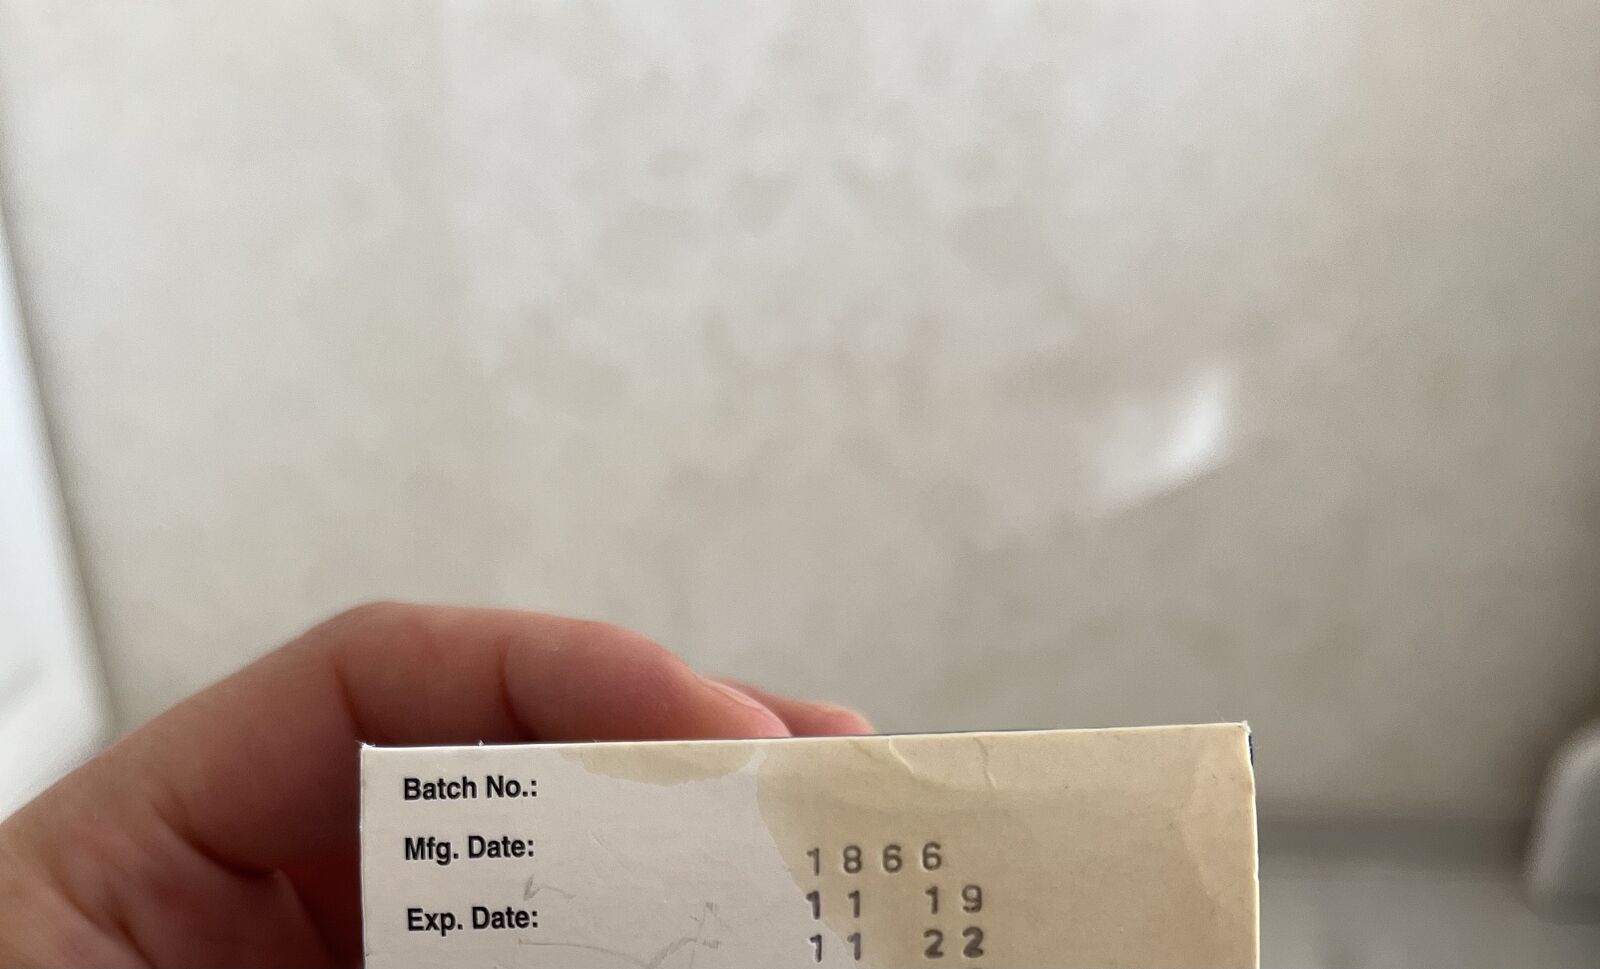 Batch No.:
Mfg. Date:
1866
Exp. Date:
11 19
11 22